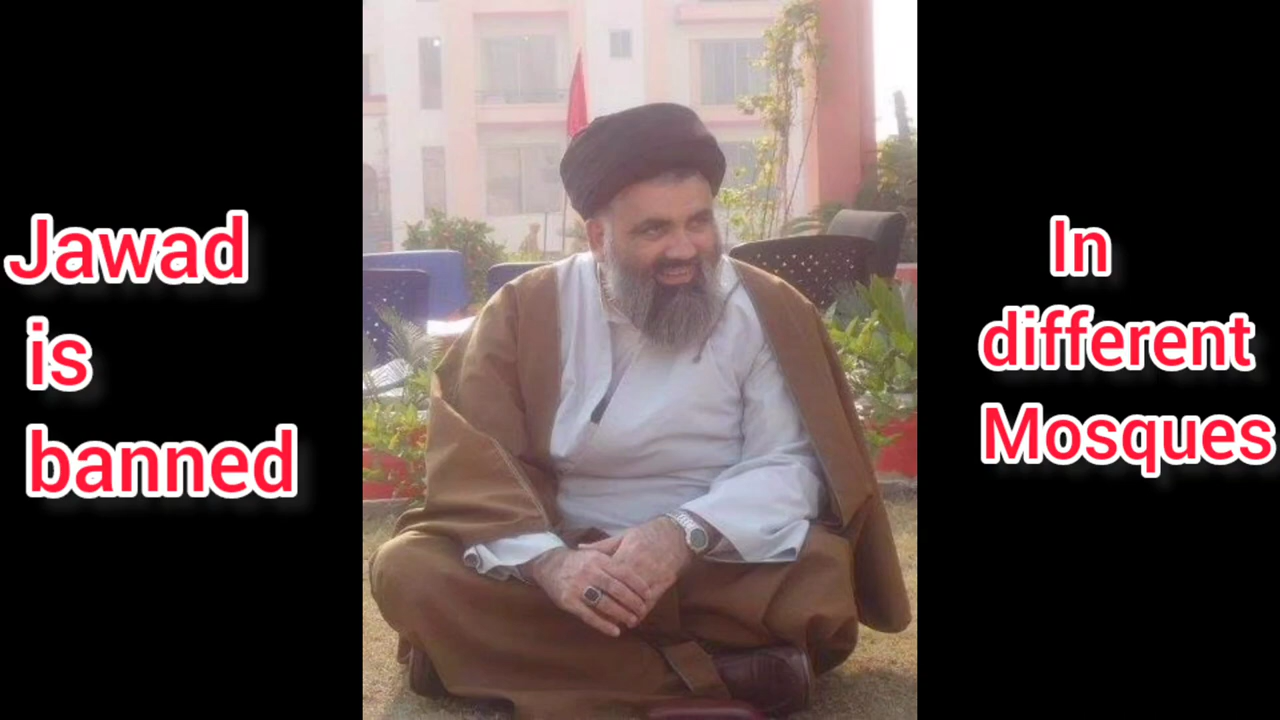 Jawad
is
banned
In
different
Mosques